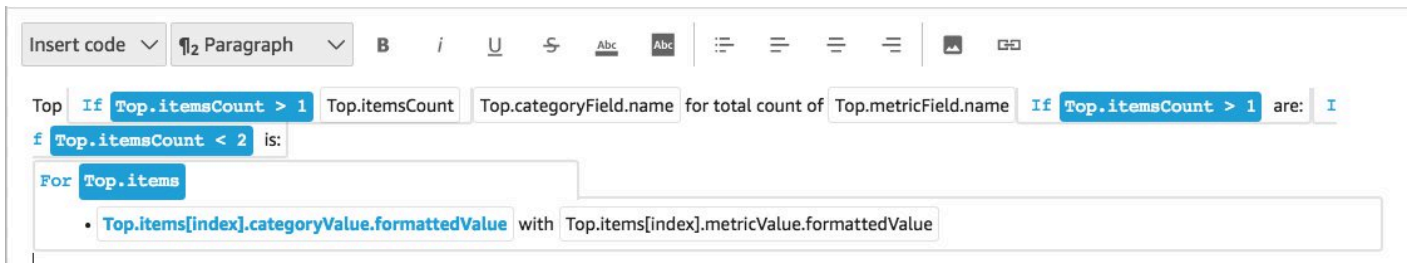 Insert code ¶2 Paragraph B i U S Abc Abc
Top If Top.itemsCount > 1 Top.itemsCount Top.categoryField.name for total count of Top.metricField.name If Top.itemsCount > 1 are: I
f Top.itemsCount < 2 is:
For Top.items
• Top.items[index].categoryValue.formattedValue with Top.items[index].metricValue.formattedValue